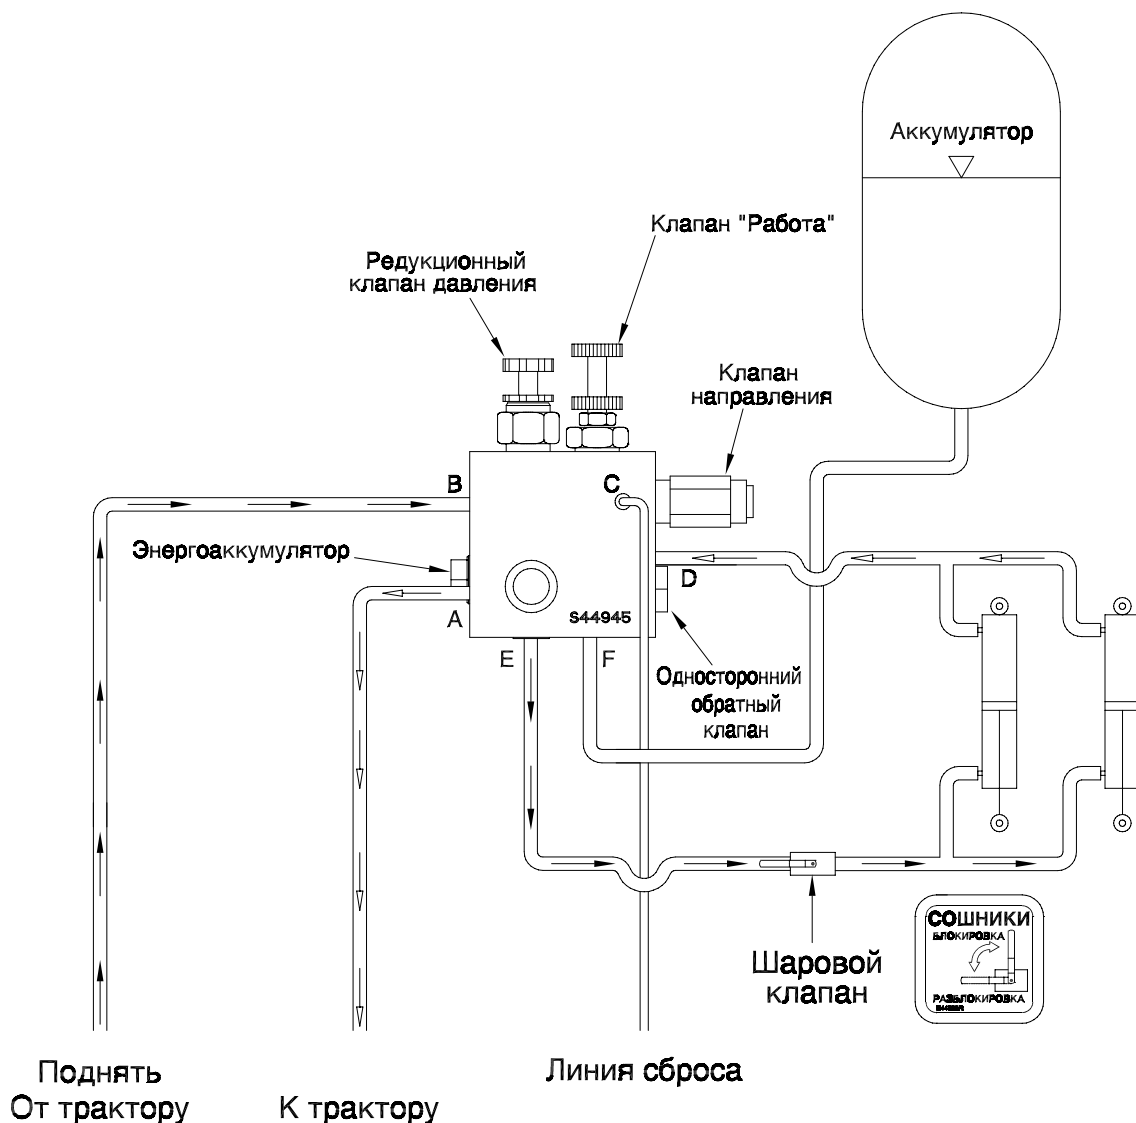 Аккумулятор
Клапан "Работа"
Редукционный
клапан давления
Клапан
направления
B
C
Энергоаккумулятор
D
A
S44945
E
F
Односторонний
обратный
клапан
СОШНИКИ
БЛОКИРОВКА
РАЗБЛОКИРОВКА
Шаровой
клапан
Поднять
От трактору
К трактору
Линия сброса